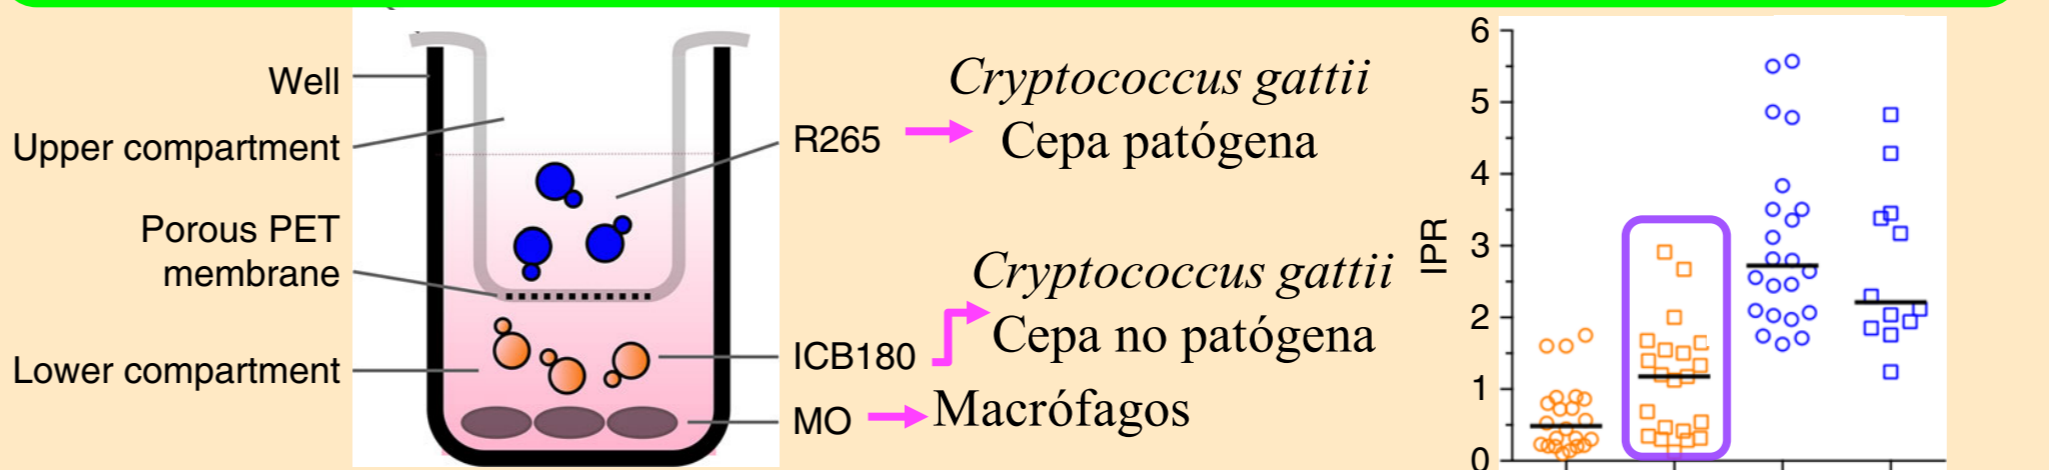 Well
Upper compartment
Porous PET
membrane
Lower compartment
R265
Cryptococcus gattii
Cepa patógena
ICB180
Cryptococcus gattii
Cepa no patógena
MO
Macrófagos
IPR
6
5
4
3
2
1
0